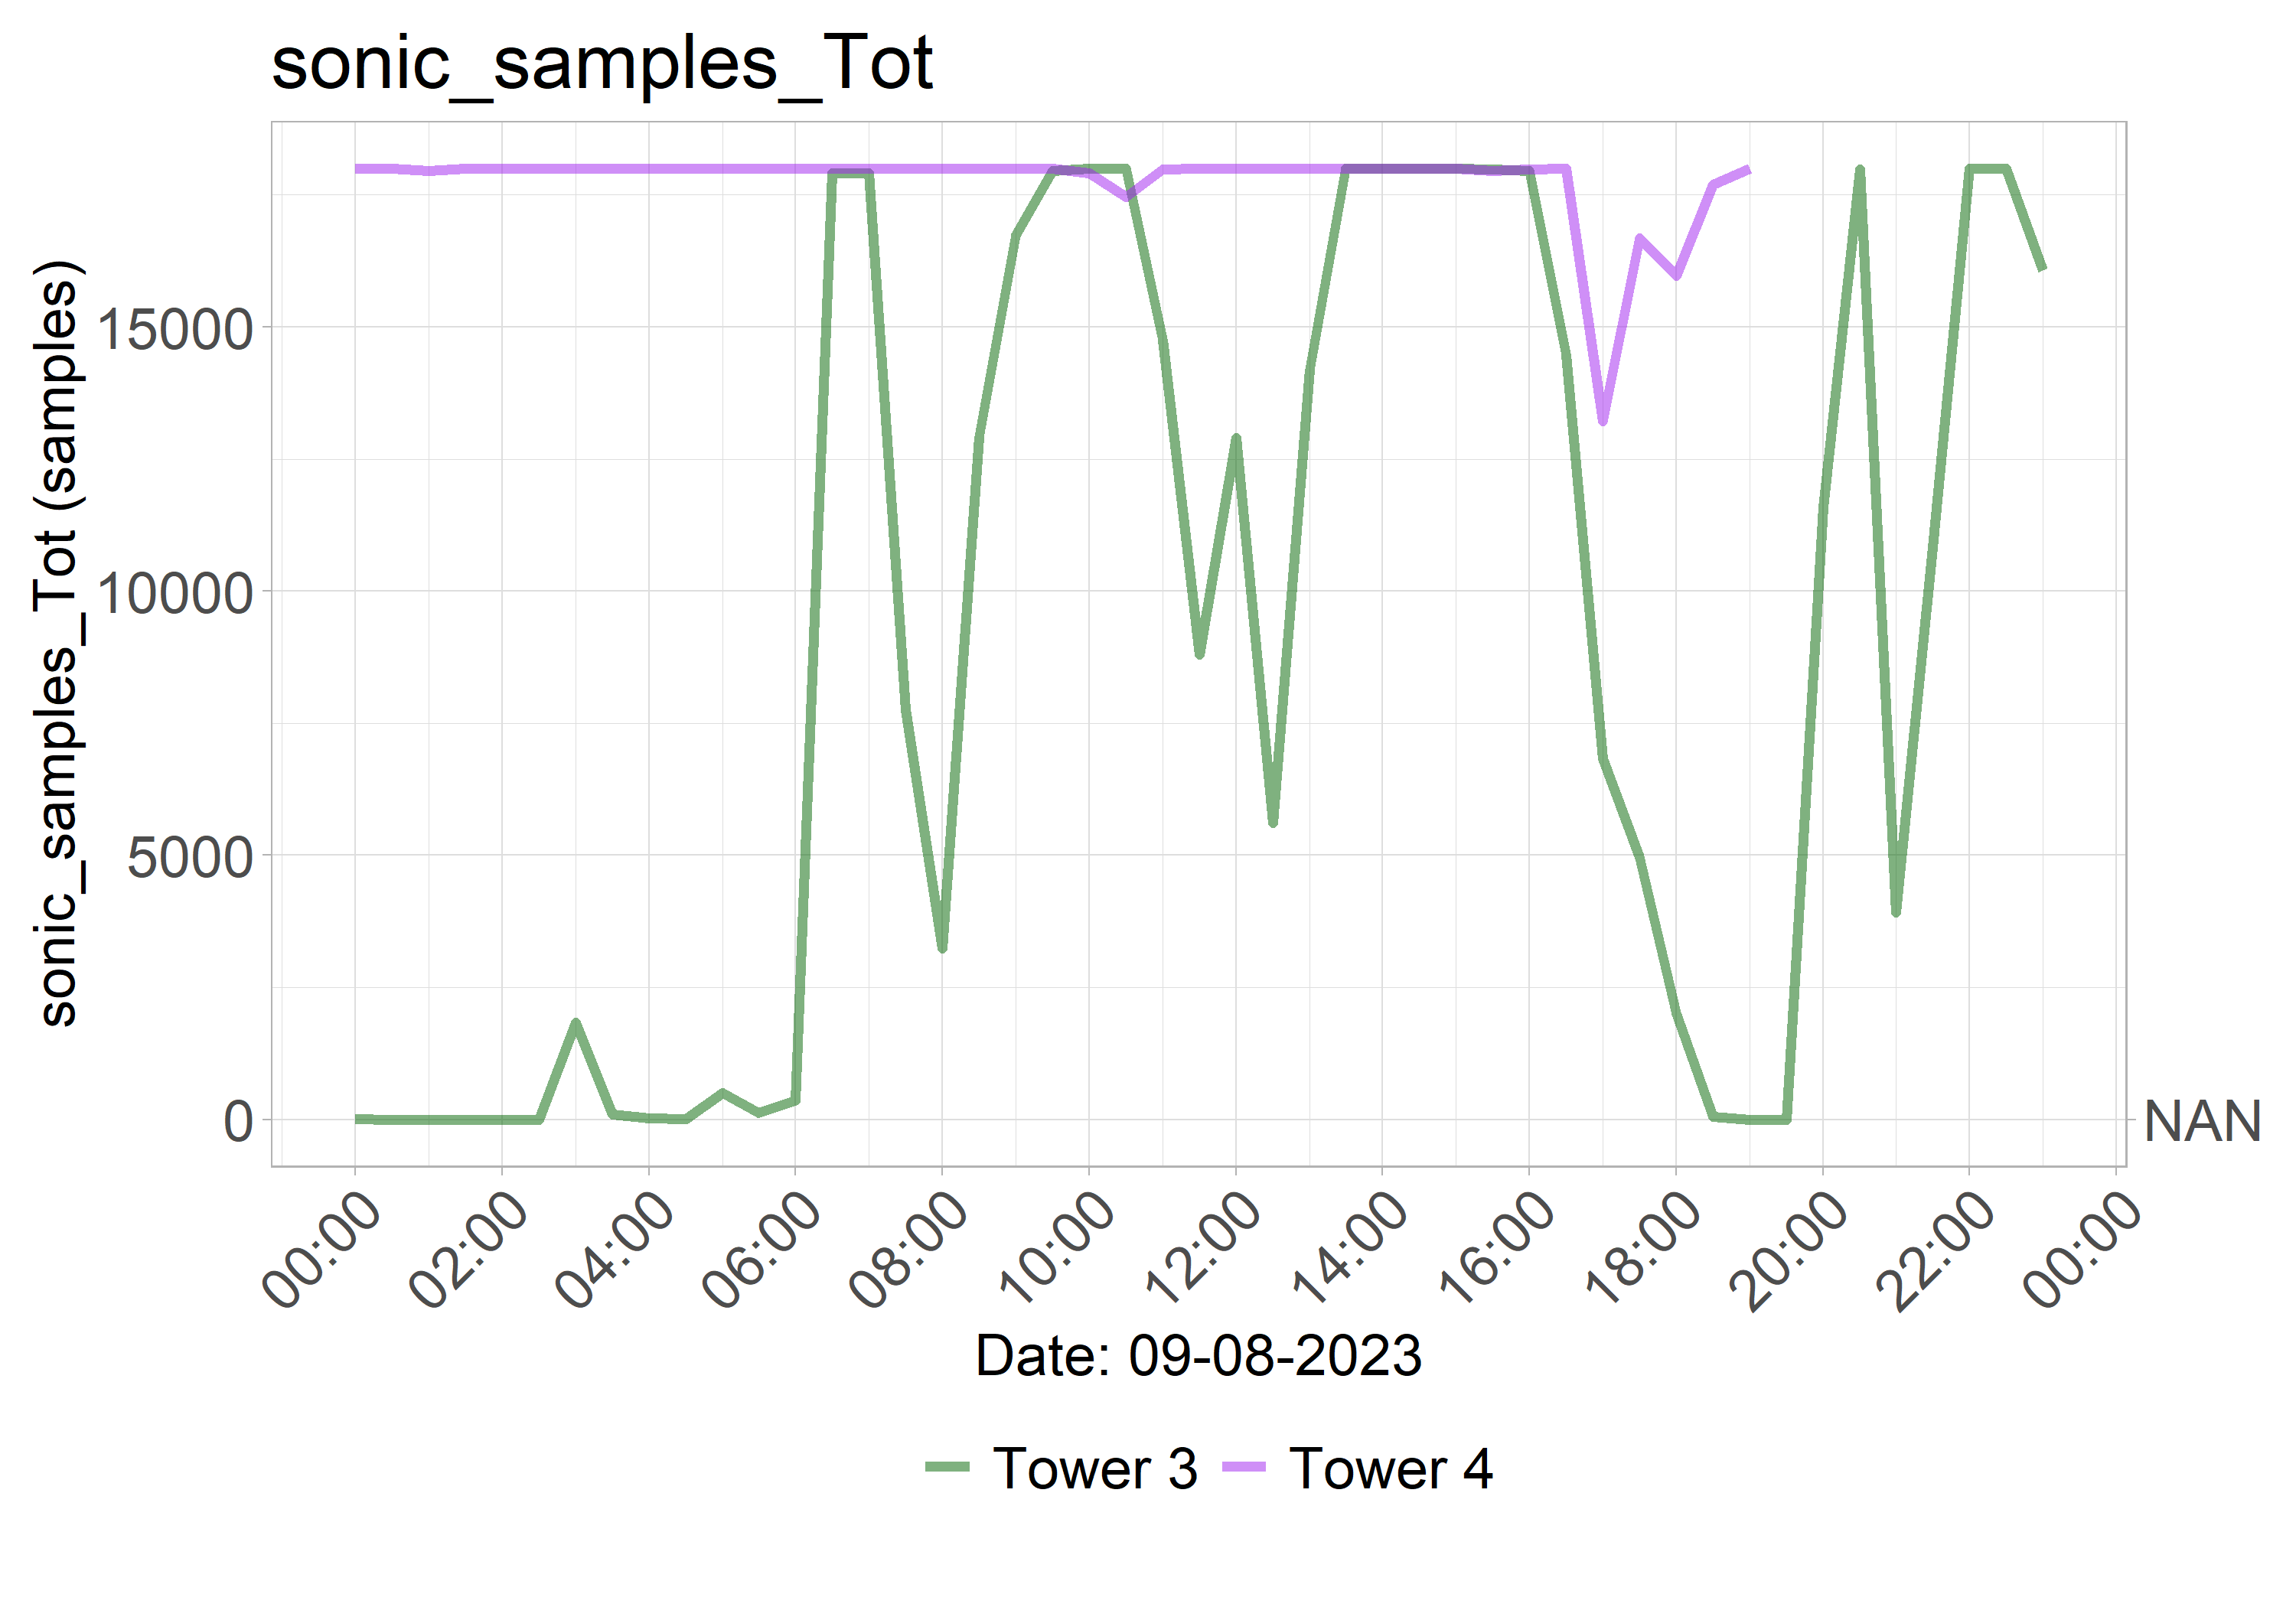 sonic_samples_Tot
sonic_samples_Tot (samples)
15000
10000
5000
0
NAN
00:00
02:00
04:00
06:00
08:00
10:00
12:00
14:00
16:00
18:00
20:00
22:00
00:00
Date: 09-08-2023
Tower 3
Tower 4